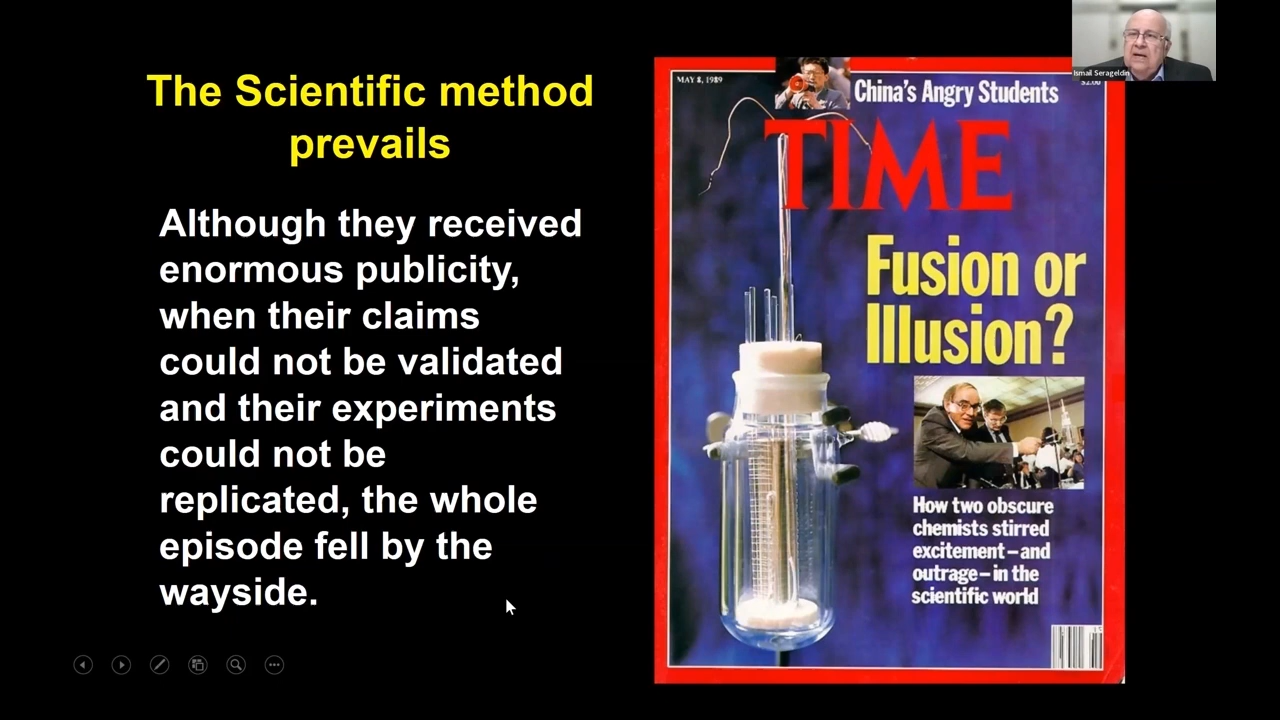 The Scientific method
prevails
Although they received
enormous publicity,
when their claims
could not be validated
and their experiments
could not be
replicated, the whole
episode fell by the
wayside.
MAY 8, 1989
China's Angry Students
$2.00
TIME
Fusion or
Illusion?
How two obscure
chemists stirred
excitement–and
outrage–in the
scientific world
Ismail Serageldin